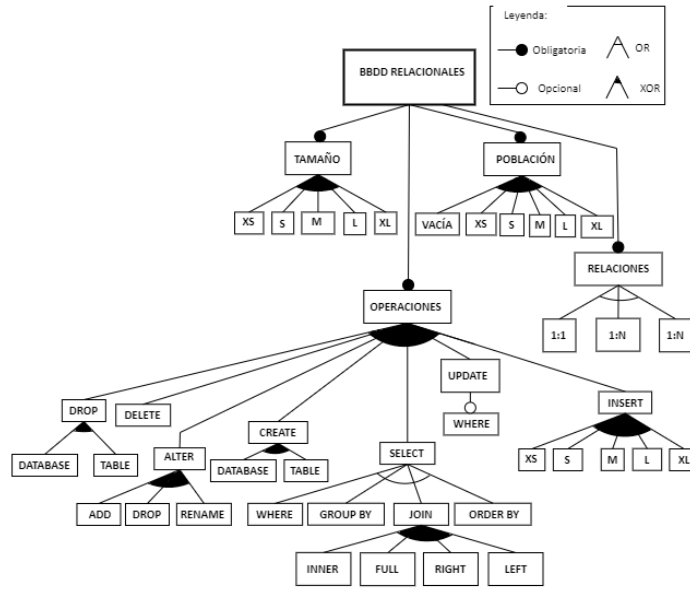 Leyenda:
Obligatoria
OR
Opcional
XOR
BBDD RELACIONALES
TAMAÑO
POBLACIÓN
XS
S
M
L
XL
VACÍA
XS
S
M
L
XL
RELACIONES
OPERACIONES
1:1
1:N
1:N
UPDATE
DROP
DELETE
INSERT
WHERE
CREATE
ALTER
SELECT
DATABASE
TABLE
DATABASE
TABLE
XS
S
M
L
XL
ADD
DROP
RENAME
WHERE
GROUP BY
JOIN
ORDER BY
INNER
FULL
RIGHT
LEFT